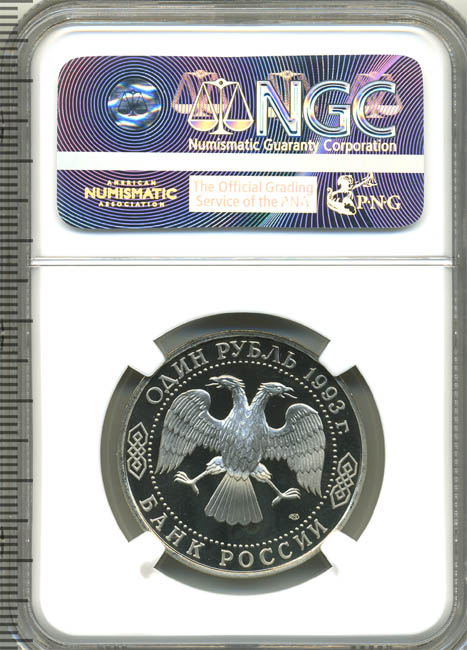 NGC
Numismatic Guaranty Corporation
AMERICAN
NUMISMATIC
ASSOCIATION
The Official Grading
Service of the PNG
P·N·G
ОДИН РУБЛЬ 1993 г.
БАНК РОССИИ